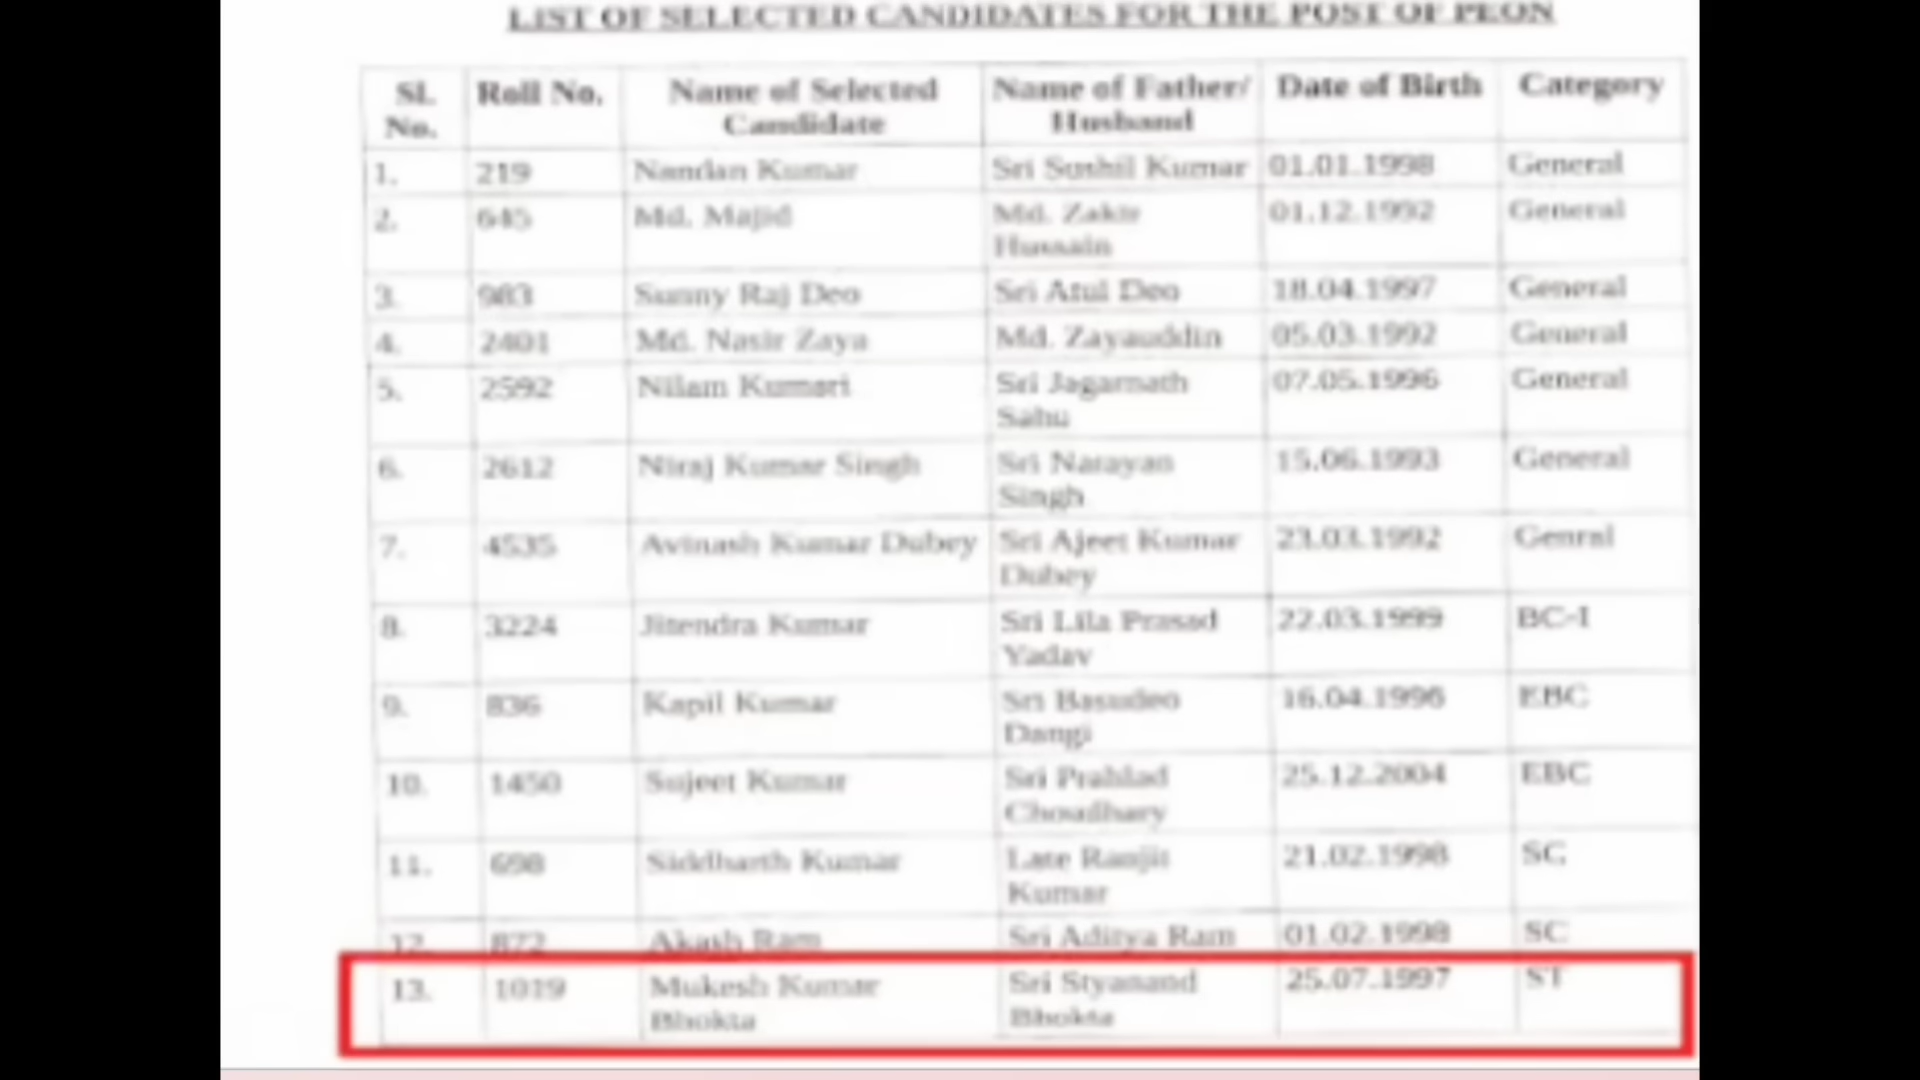 LIST OF SELECTED CANDIDATES FOR THE POST OF PEON
Sl. No. Roll No. Name of Selected Candidate Name of Father/ Husband Date of Birth Category
1. 219 Nandan Kumar Sri Sushil Kumar 01.01.1998 General
2. 645 Md. Majid Md. Zakir Hussain 01.12.1992 General
3. 983 Sunny Raj Deo Sri Atul Deo 18.04.1997 General
4. 2401 Md. Nasir Zaya Md. Zayauddin 05.03.1992 General
5. 2592 Nilam Kumari Sri Jagarnath Sahu 07.05.1996 General
6. 2612 Niraj Kumar Singh Sri Narayan Singh 15.06.1993 General
7. 4535 Avinash Kumar Dubey Sri Ajeet Kumar Dubey 23.03.1992 Genral
8. 3224 Jitendra Kumar Sri Lila Prasad Yadav 22.03.1999 BC-I
9. 836 Kapil Kumar Sri Basudeo Dangi 16.04.1996 EBC
10. 1450 Sujeet Kumar Sri Prahlad Choudhary 25.12.2004 EBC
11. 698 Siddharth Kumar Late Ranjit Kumar 21.02.1998 SC
12. 872 Akash Ram Sri Aditya Ram 01.02.1998 SC
13. 1019 Mukesh Kumar Bhokta Sri Styanand Bhokta 25.07.1997 ST